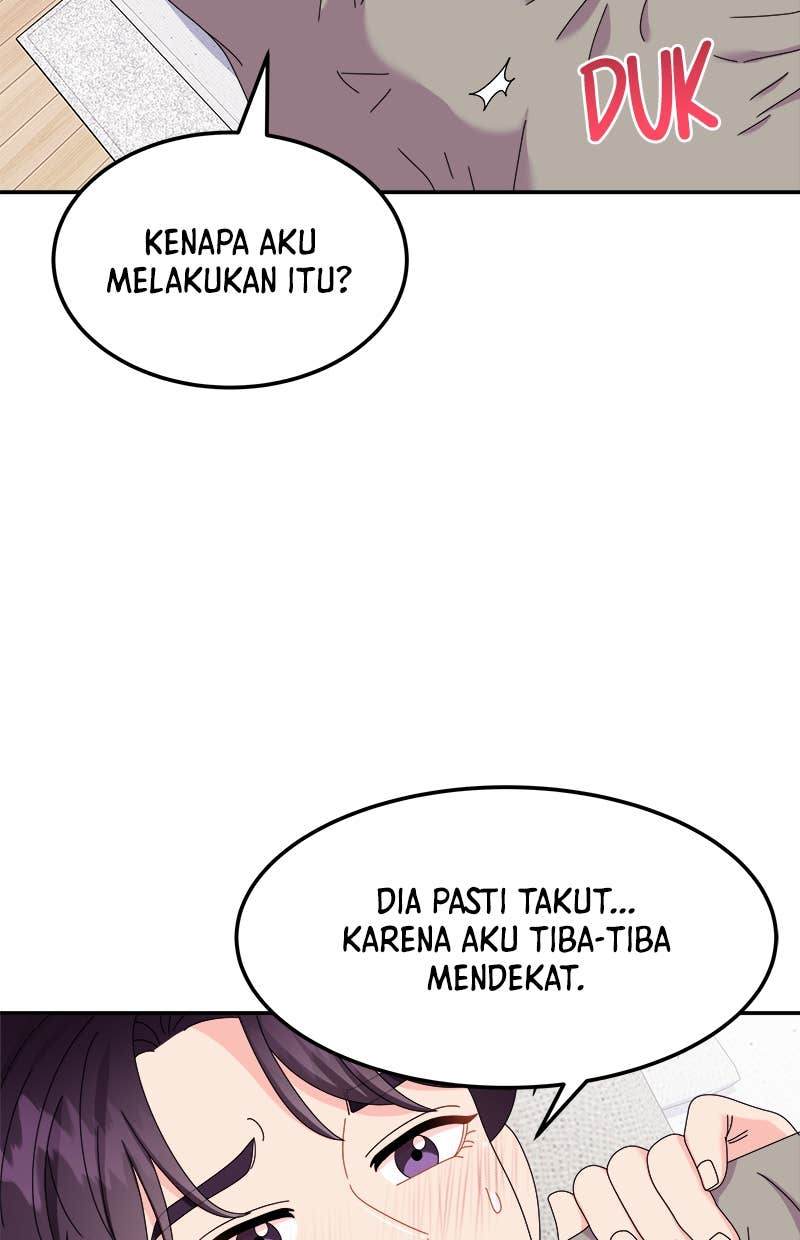 DUK
KENAPA AKU
MELAKUKAN ITU?
DIA PASTI TAKUT...
KARENA AKU TIBA-TIBA
MENDEKAT.